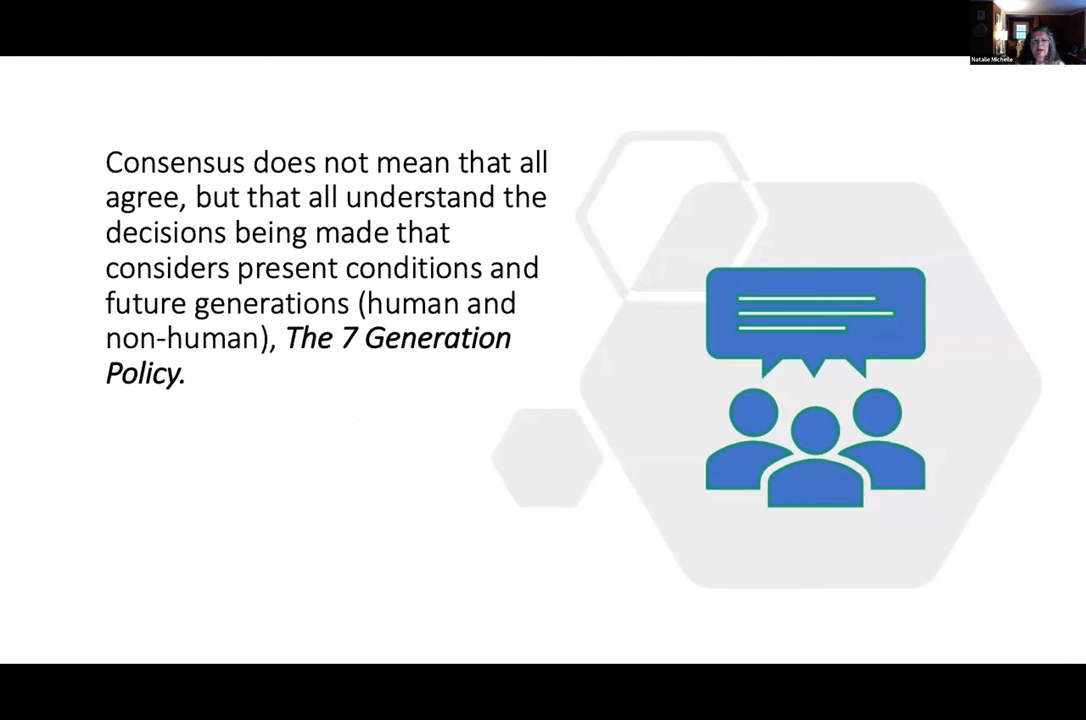 Natalie Michelle
Consensus does not mean that all
agree, but that all understand the
decisions being made that
considers present conditions and
future generations (human and
non-human), The 7 Generation
Policy.